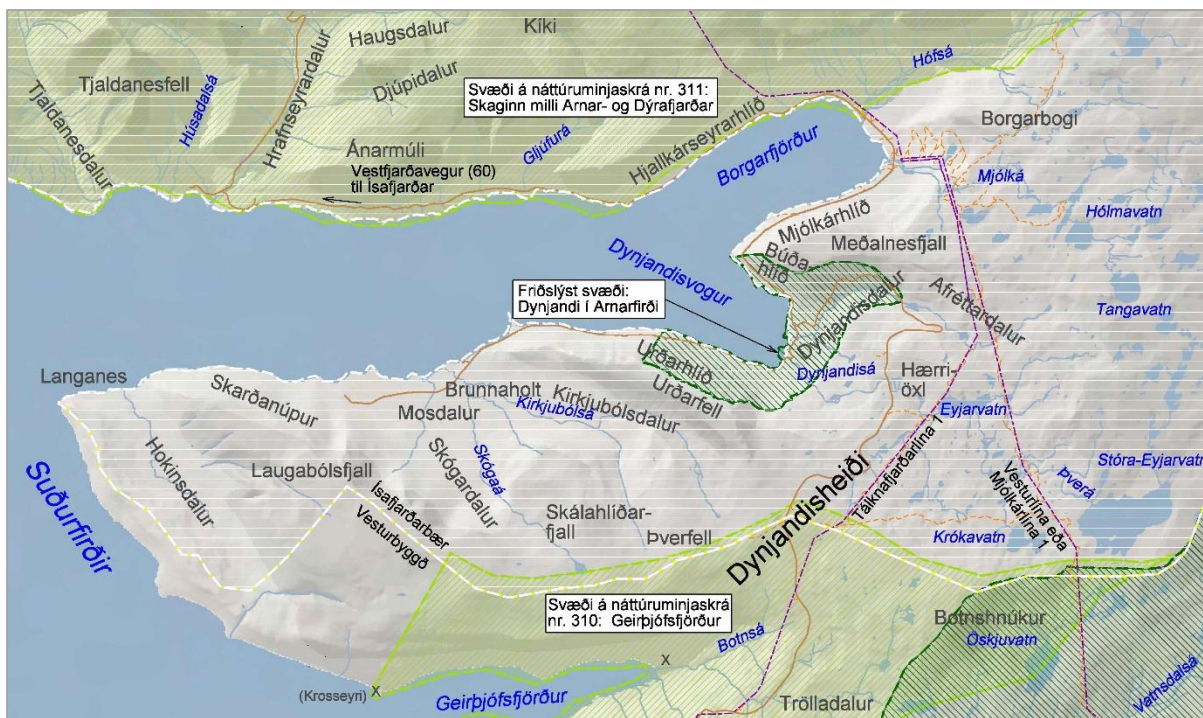 Haugsdalur
Kíki
Tjaldanesfell
Tjaldanesdalur
Húsadalsá
Hrafnseyrardalur
Djúpidalur
Svæði á náttúruminjaskrá nr. 311:
Skaginn milli Arnar- og Dýrafjarðar
Hófsá
Borgarbogi
Ánarmúli
Vestfjarðavegur (60)
til Ísafjarðar
Gljúfurá
Hjallkárseyrarhlíð
Borgarfjörður
Mjólká
Hólmavatn
Mjólkárhlíð
Meðalnesfjall
Búða-
hlíð
Dynjandisvogur
Friðslýst svæði:
Dynjandi í Arnarfirði
Dynjandisdalur
Afréttardalur
Tangavatn
Langanes
Skarðanúpur
Brunnaholt
Mosdalur
Kirkjubólsá
Kirkjubólsdalur
Urðarhlíð
Urðarfell
Dynjandisá
Hærri-
öxl
Eyjarvatn
Suðurfirðir
Hokinsdalur
Laugabólsfjall
Ísafjarðarbær
Vesturbyggð
Skógardalur
Skógaá
Skálahlíðar-
fjall
Þverfell
Dynjandisheiði
Tálknafjarðarlína 1
Vesturlína eða
Mjólkárlína 1
Þverá
Stóra-Eyjarvatn
Krókavatn
Svæði á náttúruminjaskrá
nr. 310: Geirþjófsfjörður
Botnsá
Botnshnúkur
Öskjuvatn
Vatnsdalsá
(Krosseyri)
X
X
Geirþjófsfjörður
Trölladalur